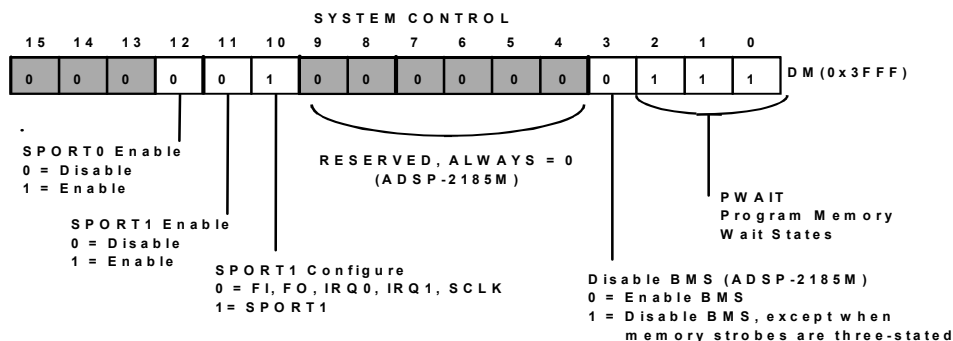 SYSTEM CONTROL
15 14 13 12 11 10 9 8 7 6 5 4 3 2 1 0
0 0 0 0 0 1 0 0 0 0 0 0 0 1 1 1 DM(0x3FFF)
SPORT0 Enable
0 = Disable
1 = Enable
SPORT1 Enable
0 = Disable
1 = Enable
SPORT1 Configure
0 = FI, FO, IRQ0, IRQ1, SCLK
1= SPORT1
RESERVED, ALWAYS = 0
(ADSP-2185M)
Disable BMS (ADSP-2185M)
0 = Enable BMS
1 = Disable BMS, except when
memory strobes are three-stated
PWAIT
Program Memory
Wait States